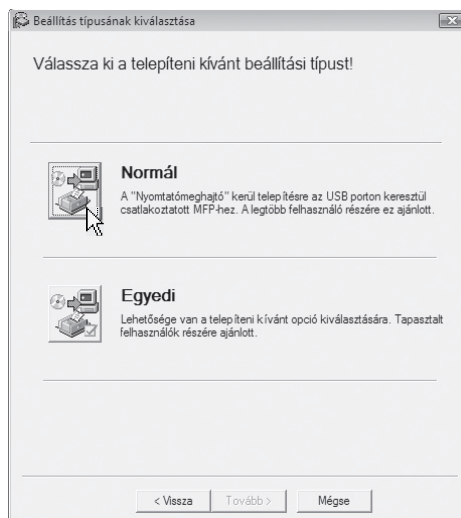 Beállítás típusának kiválasztása
Válassza ki a telepíteni kívánt beállítási típust!
Normál
A "Nyomtatómeghajtó" kerül telepítésre az USB porton keresztül
csatlakoztatott MFP-hez. A legtöbb felhasználó részére ez ajánlott.
Egyedi
Lehetősége van a telepíteni kívánt opció kiválasztására. Tapasztalt
felhasználók részére ajánlott.
< Vissza
Tovább >
Mégse